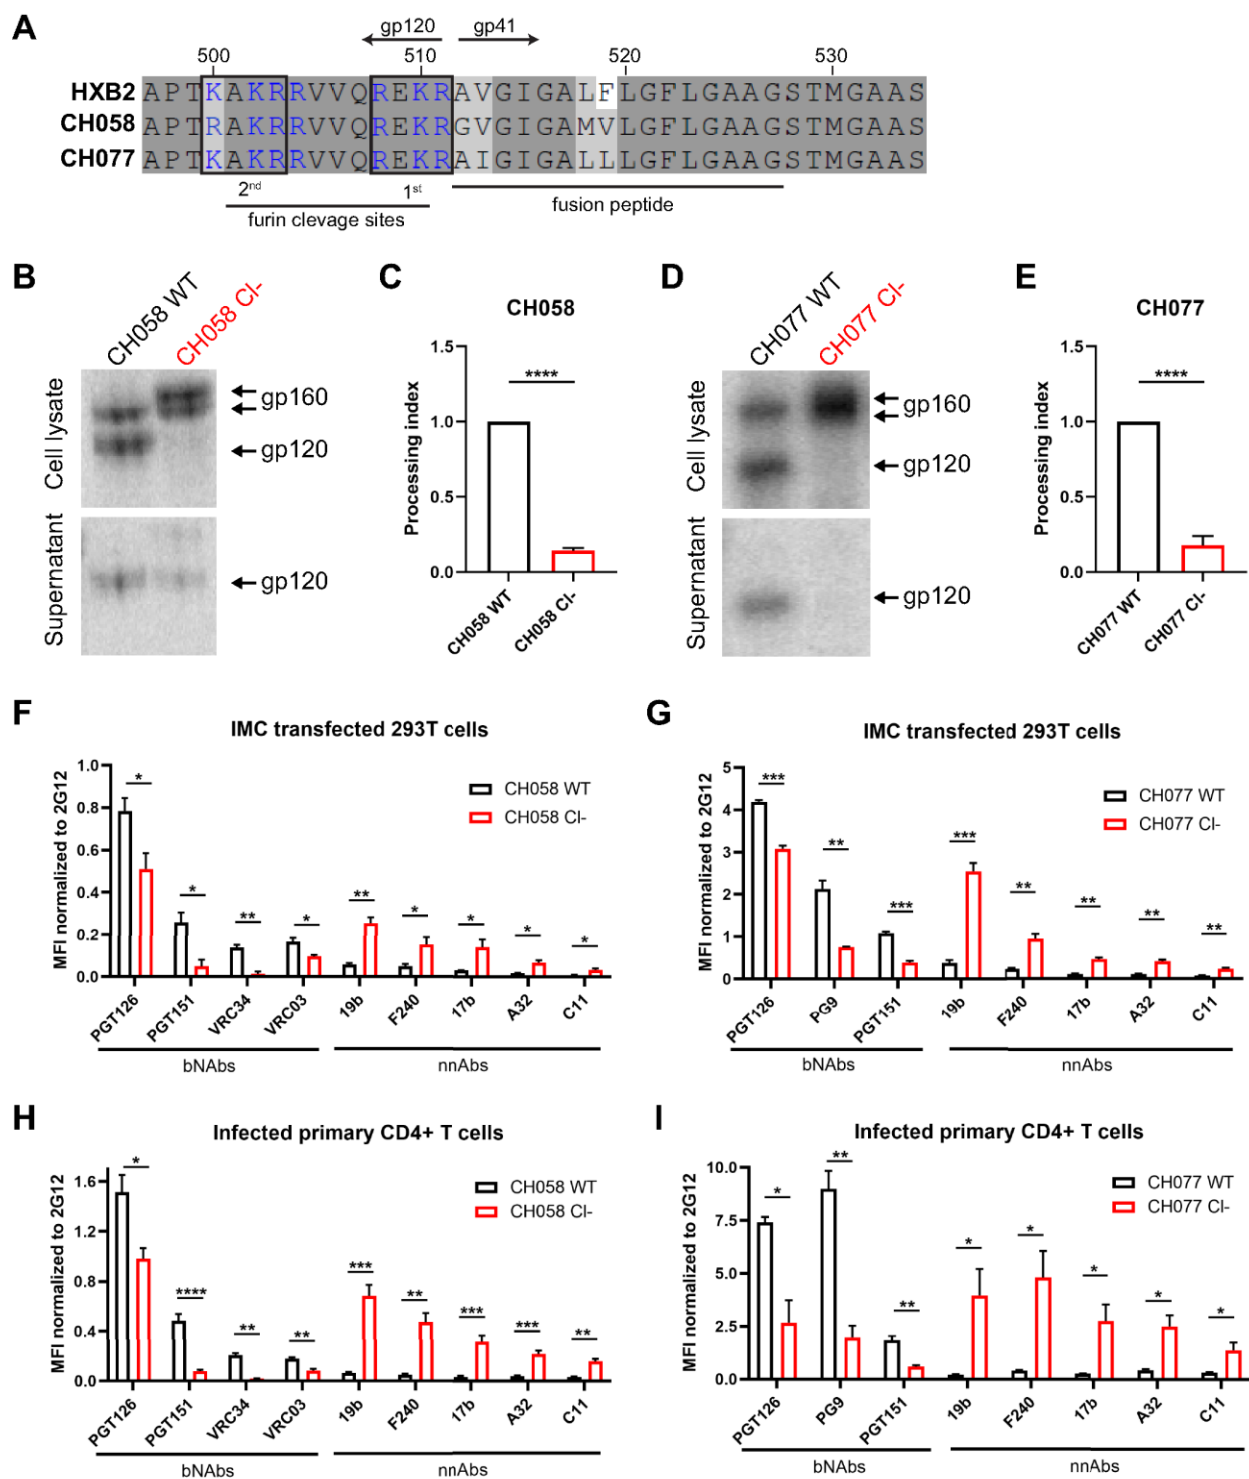 A
gp120 gp41
500 510 520 530
HXB2 APTKAKRRVVQREKRAVGIGALFLGFLGAAGSTMGAAS
CH058 APTRAKRRVVQREKRGVGIGAMVLGFLGAAGSTMGAAS
CH077 APTKAKRRVVQREKRAIGIGALLLGFLGAAGSTMGAAS
2nd 1st
furin clevage sites
fusion peptide
B
CH058 WT
CH058 Cl-
Cell lysate
gp160
gp120
Supernatant
gp120
C
CH058
Processing index
1.5
****
1.0
0.5
0.0
CH058 WT
CH058 Cl-
D
CH077 WT
CH077 Cl-
Cell lysate
gp160
gp120
Supernatant
gp120
E
CH077
Processing index
1.5
****
1.0
0.5
0.0
CH077 WT
CH077 Cl-
F
IMC transfected 293T cells
MFI normalized to 2G12
1.0
0.8
0.6
0.4
0.2
0.0
CH058 WT
CH058 Cl-
* * ** * ** * * * *
PGT126 PGT151 VRC34 VRC03 19b F240 17b A32 C11
bNAbs nnAbs
G
IMC transfected 293T cells
MFI normalized to 2G12
5
4
3
2
1
0
CH077 WT
CH077 Cl-
*** ** *** *** ** ** ** **
PGT126 PG9 PGT151 19b F240 17b A32 C11
bNAbs nnAbs
H
Infected primary CD4+ T cells
MFI normalized to 2G12
1.6
1.2
0.8
0.4
0.0
CH058 WT
CH058 Cl-
* **** ** ** *** ** *** *** **
PGT126 PGT151 VRC34 VRC03 19b F240 17b A32 C11
bNAbs nnAbs
I
Infected primary CD4+ T cells
MFI normalized to 2G12
10.0
7.5
5.0
2.5
0.0
CH077 WT
CH077 Cl-
* ** ** * * * * *
PGT126 PG9 PGT151 19b F240 17b A32 C11
bNAbs nnAbs